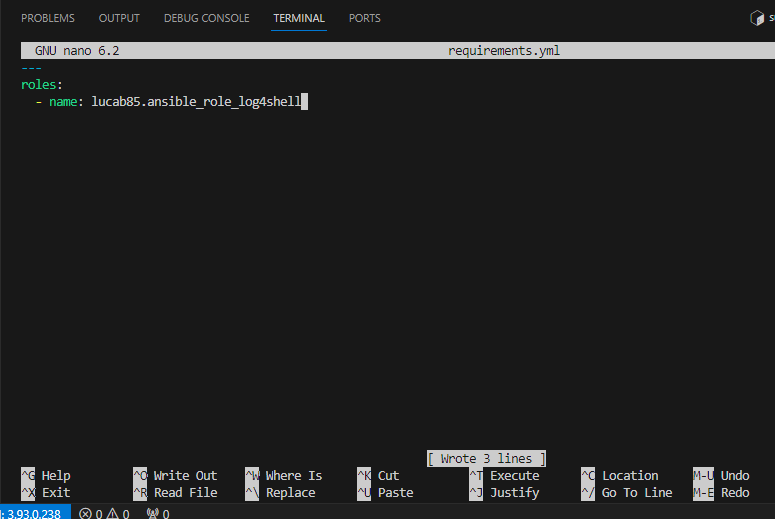 PROBLEMS OUTPUT DEBUG CONSOLE TERMINAL PORTS
GNU nano 6.2 requirements.yml
---
roles:
- name: lucab85.ansible_role_log4shell
[ Wrote 3 lines ]
^G Help ^O Write Out ^W Where Is ^K Cut ^T Execute ^C Location M-U Undo
^X Exit ^R Read File ^\ Replace ^U Paste ^J Justify ^/ Go To Line M-E Redo
: 3.93.0.238 0 0 0